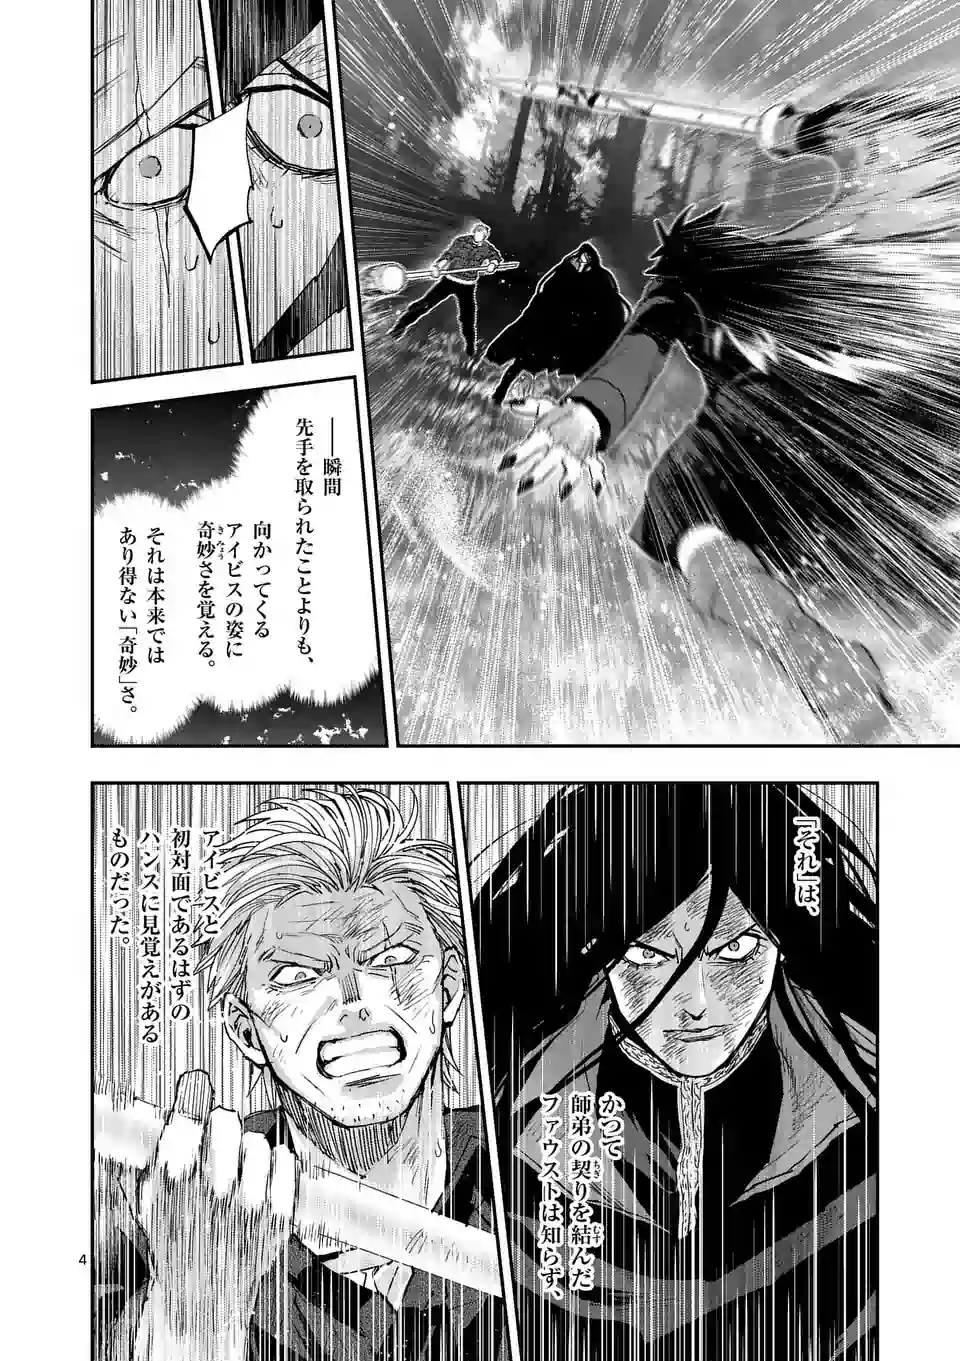 ――瞬間
先手を取られたことよりも、
向かってくる
アイビスの姿に
奇妙さを覚える。
それは本来では
あり得ない「奇妙」さ。
『それ』は、
かつて
師弟の契りを結んだ
ファウストは知らず、
アイビスと
初対面であるはずの
ハンスに見覚えがある
ものだった。
4